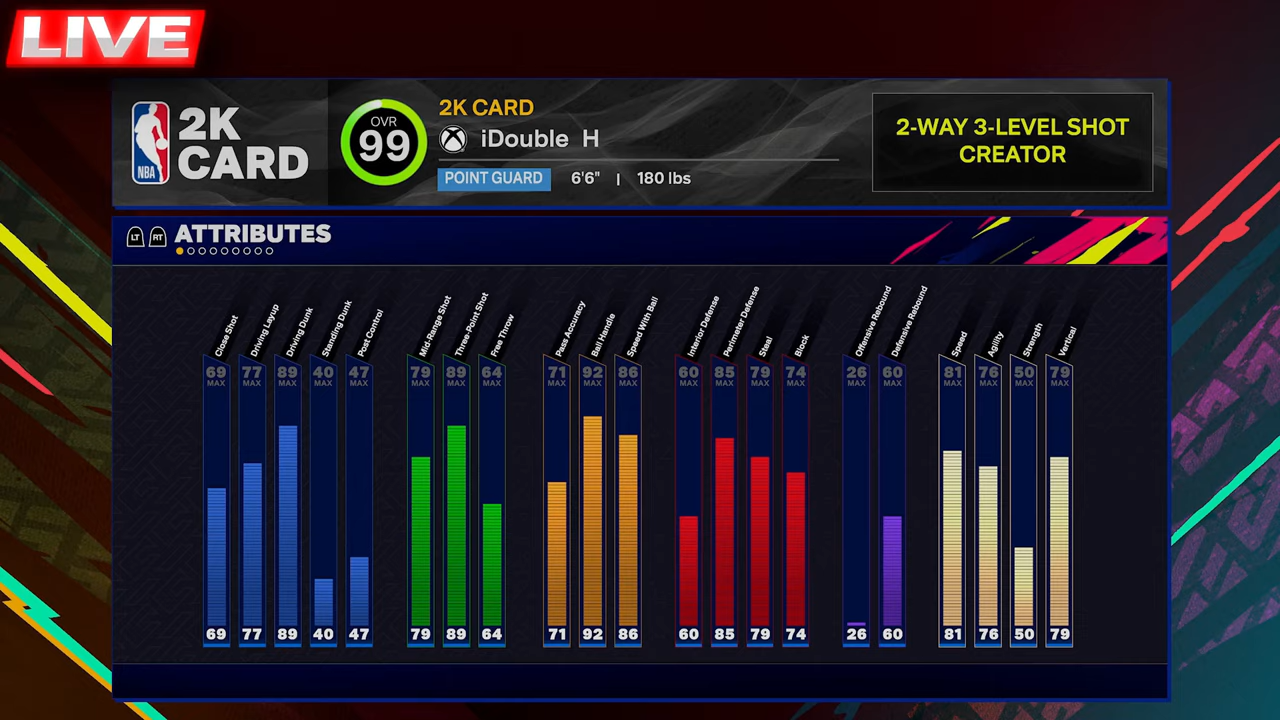 LIVE
NBA
2K
CARD
OVR
99
2K CARD
iDouble H
POINT GUARD 6'6" | 180 lbs
2-WAY 3-LEVEL SHOT
CREATOR
LT RT ATTRIBUTES
Close Shot Driving Layup Driving Dunk Standing Dunk Post Control Mid-Range Shot Three-Point Shot Free Throw Pass Accuracy Ball Handle Speed With Ball Interior Defense Perimeter Defense Steal Block Offensive Rebound Defensive Rebound Speed Agility Strength Vertical
69 77 89 40 47 79 89 64 71 92 86 60 85 79 74 26 60 81 76 50 79
MAX MAX MAX MAX MAX MAX MAX MAX MAX MAX MAX MAX MAX MAX MAX MAX MAX MAX MAX MAX MAX
69 77 89 40 47 79 89 64 71 92 86 60 85 79 74 26 60 81 76 50 79